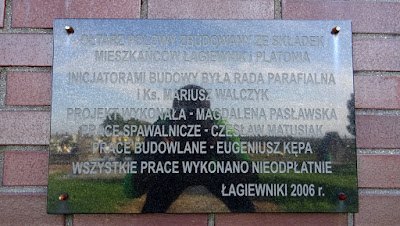 OŁTARZ POLOWY ZBUDOWANY ZE SKŁADEK
MIESZKAŃCÓW ŁAGIEWNIK I PLATONIA
INICJATORAMI BUDOWY BYŁA RADA PARAFIALNA
i KS. MARIUSZ WALCZYK
PROJEKT WYKONAŁA - MAGDALENA PASŁAWSKA
PRACE SPAWALNICZE - CZESŁAW MATUSIAK
PRACE BUDOWLANE - EUGENIUSZ KĘPA
WSZYSTKIE PRACE WYKONANO NIEODPŁATNIE
ŁAGIEWNIKI 2006 r.